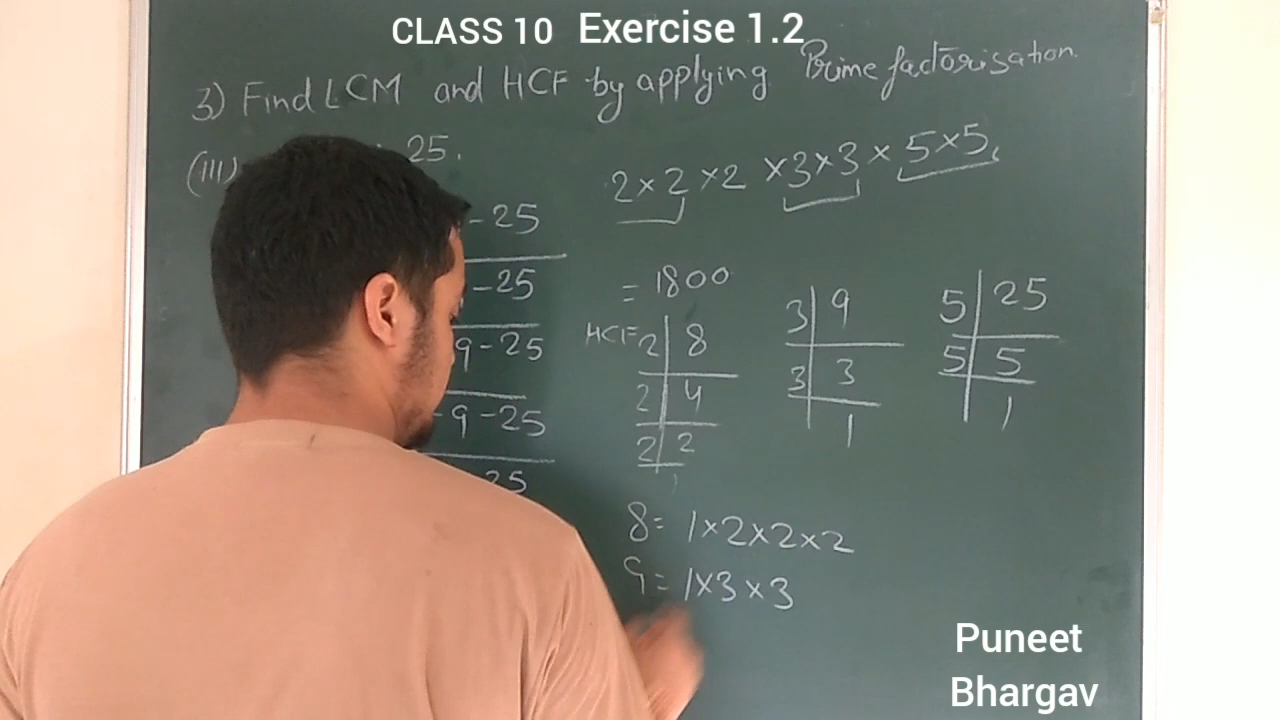 CLASS 10 Exercise 1.2
3) Find LCM and HCF by applying Prime factorisation.
(III) 25.
- 25
- 25
9 - 25
- 9 - 25
25
2 × 2 × 2 × 3 × 3 × 5 × 5
= 1800
HCF 2 | 8
2 | 4
2 | 2
1
3 | 9
3 | 3
1
5 | 25
5 | 5
1
8 = 1 × 2 × 2 × 2
9 = 1 × 3 × 3
Puneet
Bhargav